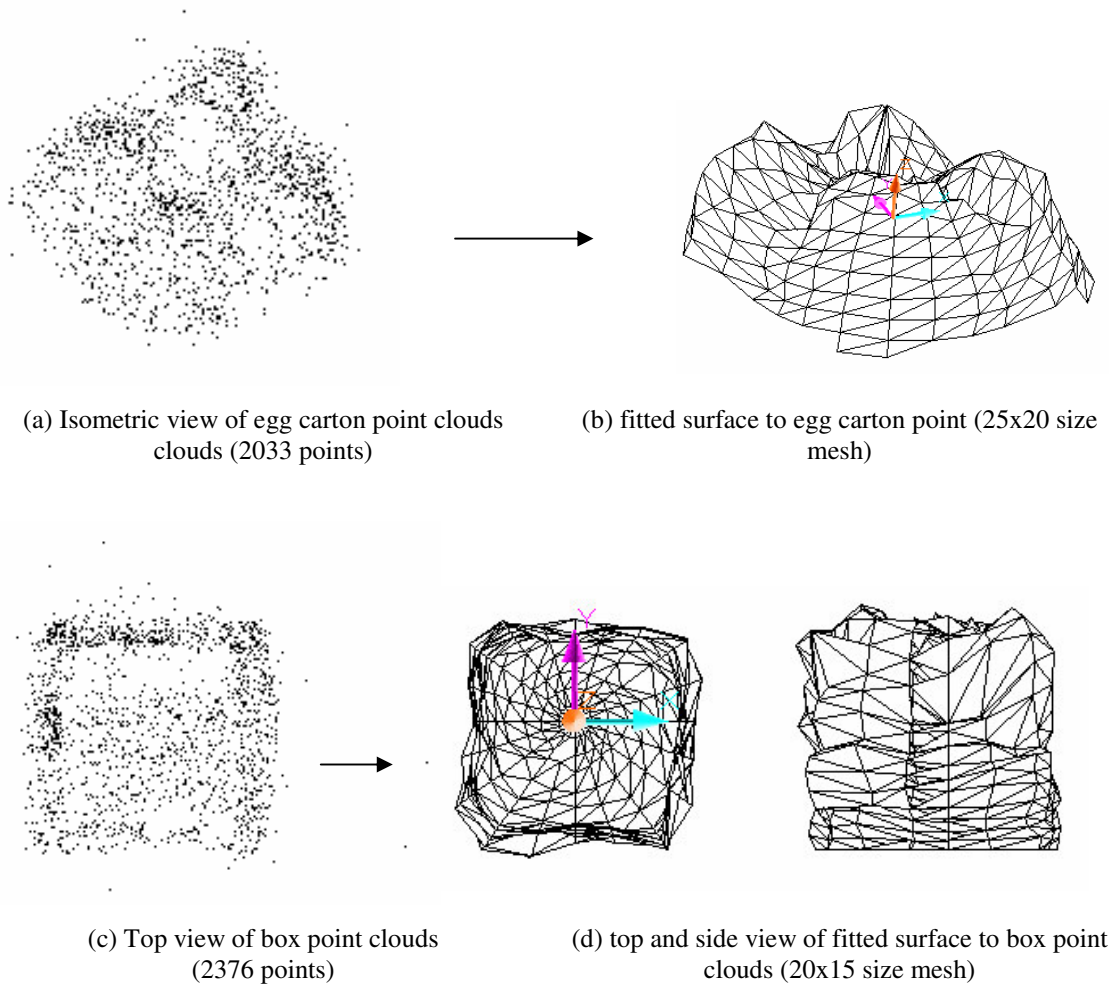 Z
Y
X
(a) Isometric view of egg carton point clouds
clouds (2033 points)
(b) fitted surface to egg carton point (25x20 size
mesh)
Y
Z
X
(c) Top view of box point clouds
(2376 points)
(d) top and side view of fitted surface to box point
clouds (20x15 size mesh)